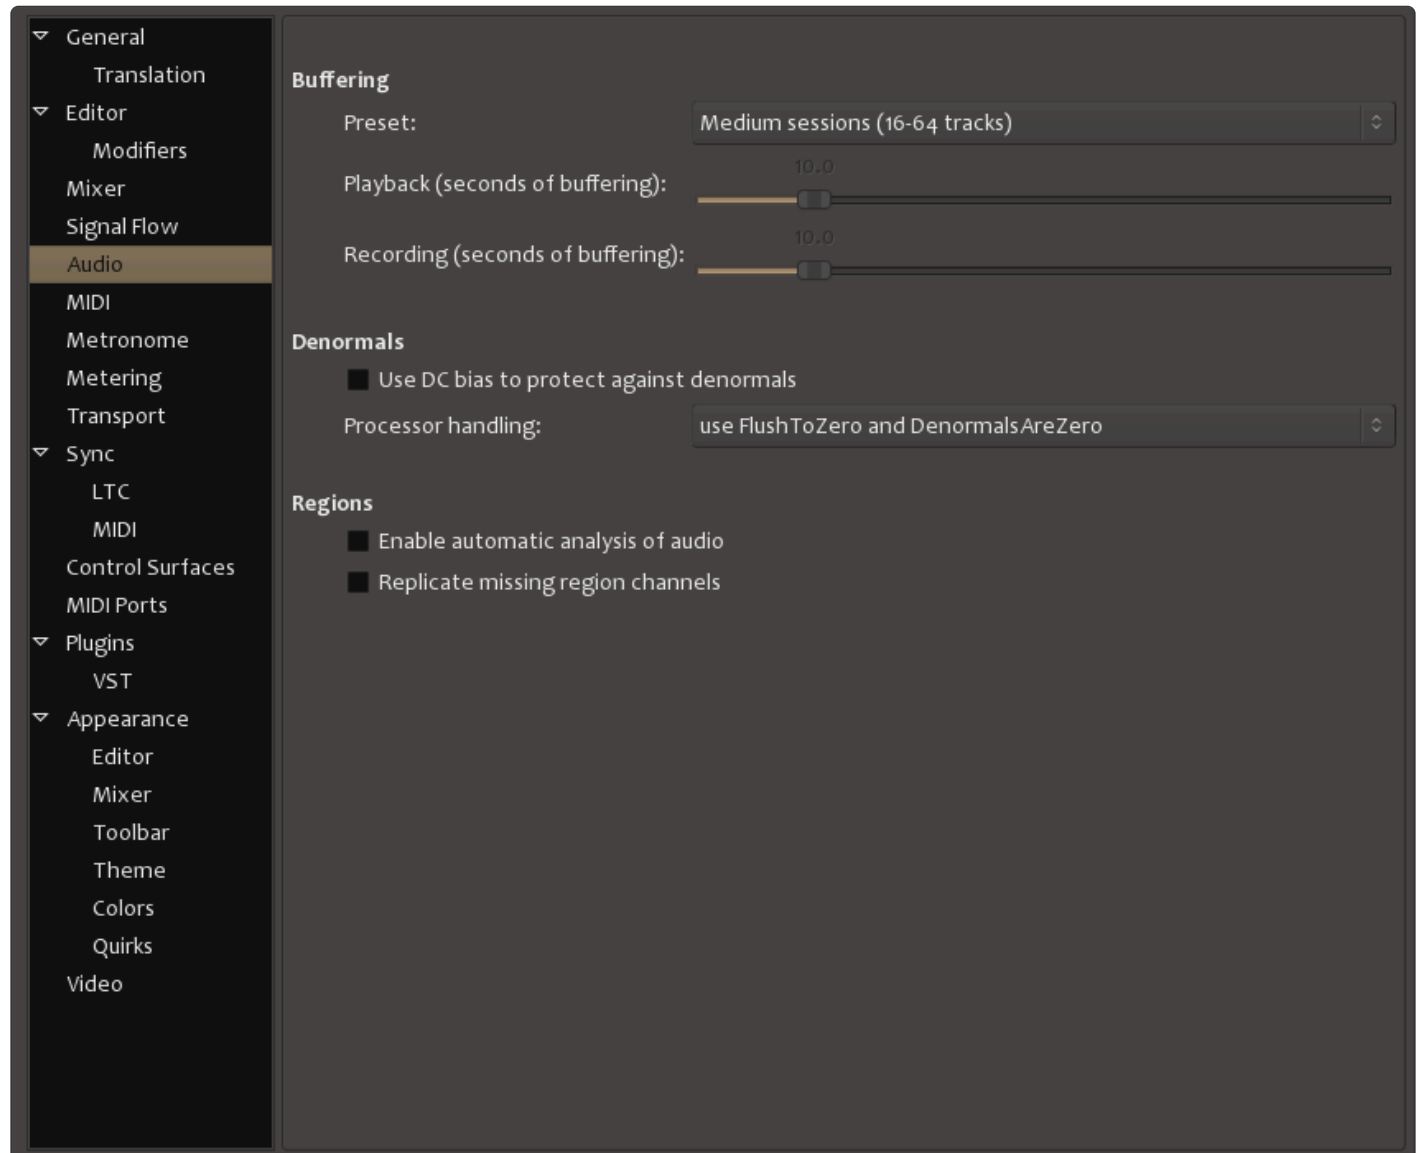 General
Translation
Editor
Modifiers
Mixer
Signal Flow
Audio
MIDI
Metronome
Metering
Transport
Sync
LTC
MIDI
Control Surfaces
MIDI Ports
Plugins
VST
Appearance
Editor
Mixer
Toolbar
Theme
Colors
Quirks
Video
Buffering
Preset: Medium sessions (16-64 tracks)
10.0
Playback (seconds of buffering):
10.0
Recording (seconds of buffering):
Denormals
Use DC bias to protect against denormals
Processor handling: use FlushToZero and DenormalsAreZero
Regions
Enable automatic analysis of audio
Replicate missing region channels